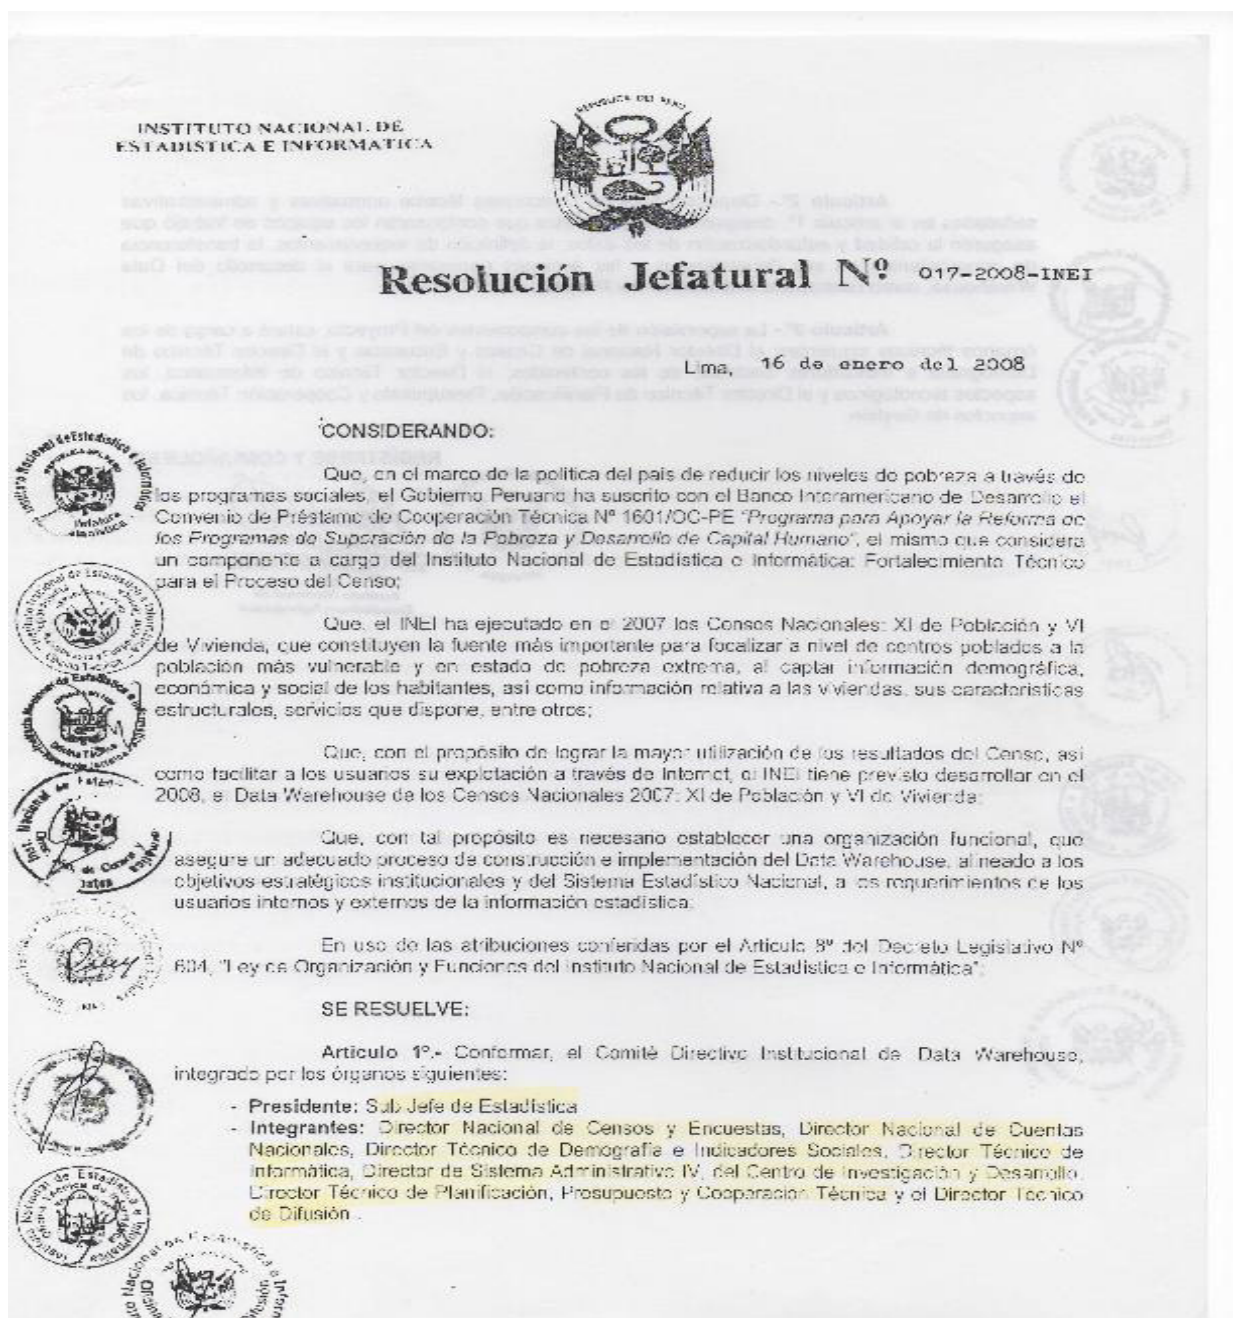 INSTITUTO NACIONAL DE
ESTADISTICA E INFORMATICA
REPUBLICA DEL PERU
Resolución Jefatural Nº 017-2008-INEI
Lima, 16 de enero del 2008
CONSIDERANDO:
Que, en el marco de la política del país de reducir los niveles de pobreza a través de
los programas sociales, el Gobierno Peruano ha suscrito con el Banco Interamericano de Desarrollo el
Convenio de Préstamo de Cooperación Técnica Nº 1601/OC-PE "Programa para Apoyar la Reforma de
los Programas de Superación de la Pobreza y Desarrollo de Capital Humano", el mismo que considera
un componente a cargo del Instituto Nacional de Estadística e Informática: Fortalecimiento Técnico
para el Proceso del Censo;
Que, el INEI ha ejecutado en el 2007 los Censos Nacionales: XI de Población y VI
de Vivienda, que constituyen la fuente más importante para focalizar a nivel de centros poblados a la
población más vulnerable y en estado de pobreza extrema, al captar información demográfica,
económica y social de los habitantes, así como información relativa a las viviendas, sus características
estructurales, servicios que dispone, entre otros;
Que, con el propósito de lograr la mayor utilización de los resultados del Censo, así
como facilitar a los usuarios su explotación a través de Internet, el INEI tiene previsto desarrollar en el
2008, el Data Warehouse de los Censos Nacionales 2007: XI de Población y VI de Vivienda;
Que, con tal propósito es necesario establecer una organización funcional, que
asegure un adecuado proceso de construcción e implementación del Data Warehouse, alineado a los
objetivos estratégicos institucionales y del Sistema Estadístico Nacional, a los requerimientos de los
usuarios internos y externos de la información estadística;
En uso de las atribuciones conferidas por el Artículo 8º del Decreto Legislativo Nº
604, "Ley de Organización y Funciones del Instituto Nacional de Estadística e Informática";
SE RESUELVE:
Artículo 1º.- Conformar, el Comité Directivo Institucional de Data Warehouse,
integrado por los órganos siguientes:
- Presidente: Sub Jefe de Estadística
- Integrantes: Director Nacional de Censos y Encuestas, Director Nacional de Cuentas
Nacionales, Director Técnico de Demografía e Indicadores Sociales, Director Técnico de
Informática, Director de Sistema Administrativo IV, del Centro de Investigación y Desarrollo,
Director Técnico de Planificación, Presupuesto y Cooperación Técnica y el Director Técnico
de Difusión.